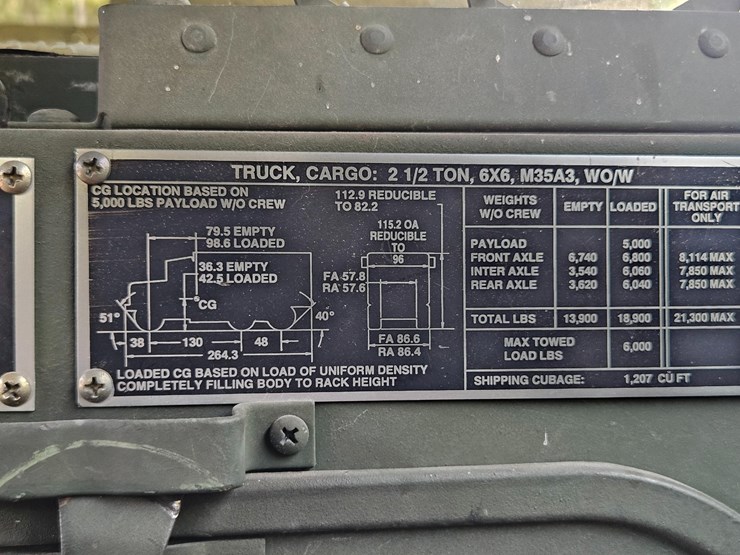 TRUCK, CARGO: 2 1/2 TON, 6X6, M35A3, WO/W
CG LOCATION BASED ON
5,000 LBS PAYLOAD W/O CREW
112.9 REDUCIBLE
TO 82.2
79.5 EMPTY
98.6 LOADED
115.2 OA
REDUCIBLE
TO
96
36.3 EMPTY
42.5 LOADED
FA 57.8
RA 57.6
CG
51°
40°
38
130
48
264.3
FA 86.6
RA 86.4
LOADED CG BASED ON LOAD OF UNIFORM DENSITY
COMPLETELY FILLING BODY TO RACK HEIGHT
WEIGHTS
W/O CREW
EMPTY
LOADED
FOR AIR
TRANSPORT
ONLY
PAYLOAD 5,000
FRONT AXLE 6,740 6,800 8,114 MAX
INTER AXLE 3,540 6,060 7,850 MAX
REAR AXLE 3,620 6,040 7,850 MAX
TOTAL LBS 13,900 18,900 21,300 MAX
MAX TOWED
LOAD LBS
6,000
SHIPPING CUBAGE: 1,207 CU FT